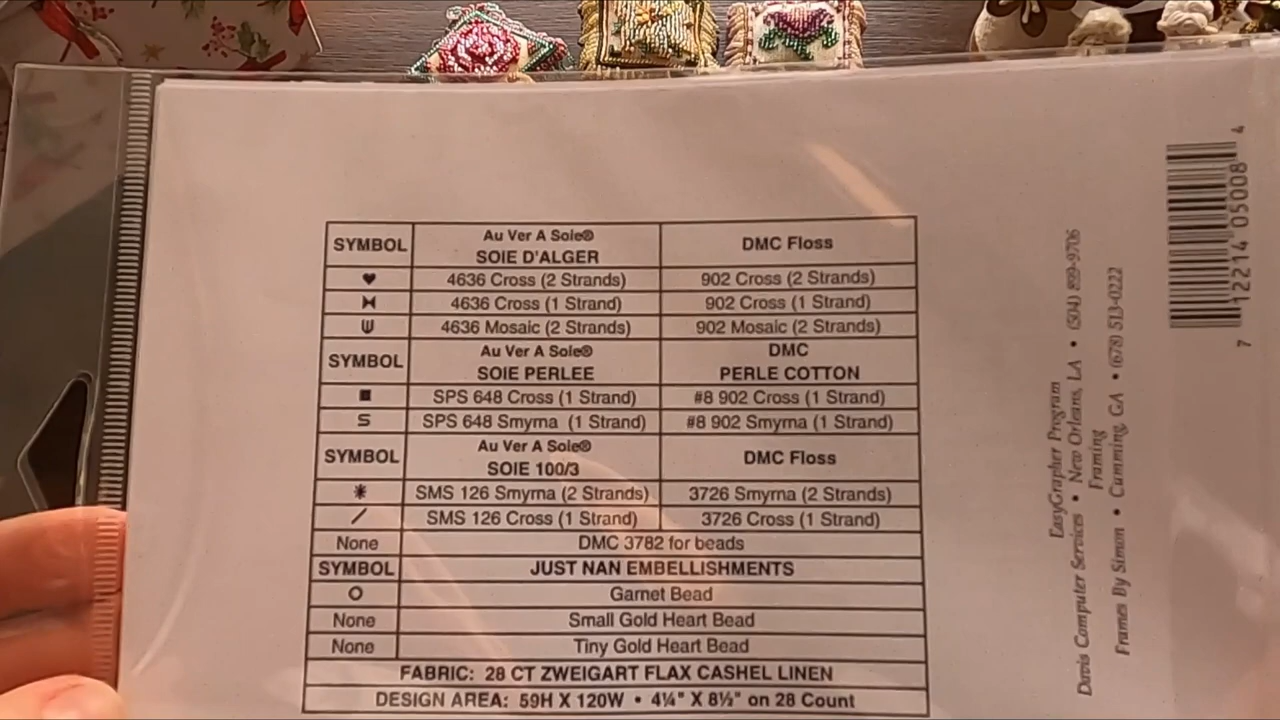 SYMBOL Au Ver A Soie® SOIE D'ALGER DMC Floss
♥ 4636 Cross (2 Strands) 902 Cross (2 Strands)
4636 Cross (1 Strand) 902 Cross (1 Strand)
4636 Mosaic (2 Strands) 902 Mosaic (2 Strands)
SYMBOL Au Ver A Soie® SOIE PERLEE DMC PERLE COTTON
■ SPS 648 Cross (1 Strand) #8 902 Cross (1 Strand)
S SPS 648 Smyrna (1 Strand) #8 902 Smyrna (1 Strand)
SYMBOL Au Ver A Soie® SOIE 100/3 DMC Floss
✳ SMS 126 Smyrna (2 Strands) 3726 Smyrna (2 Strands)
/ SMS 126 Cross (1 Strand) 3726 Cross (1 Strand)
None DMC 3782 for beads
SYMBOL JUST NAN EMBELLISHMENTS
O Garnet Bead
None Small Gold Heart Bead
None Tiny Gold Heart Bead
FABRIC: 28 CT ZWEIGART FLAX CASHEL LINEN
DESIGN AREA: 59H X 120W • 4¼" X 8½" on 28 Count
EasyGrapher Program
Davis Computer Services • New Orleans, LA • (504) 899-9706
Framing
Frames By Simon • Cumming, GA • (678) 513-0222
7 12214 05008 4